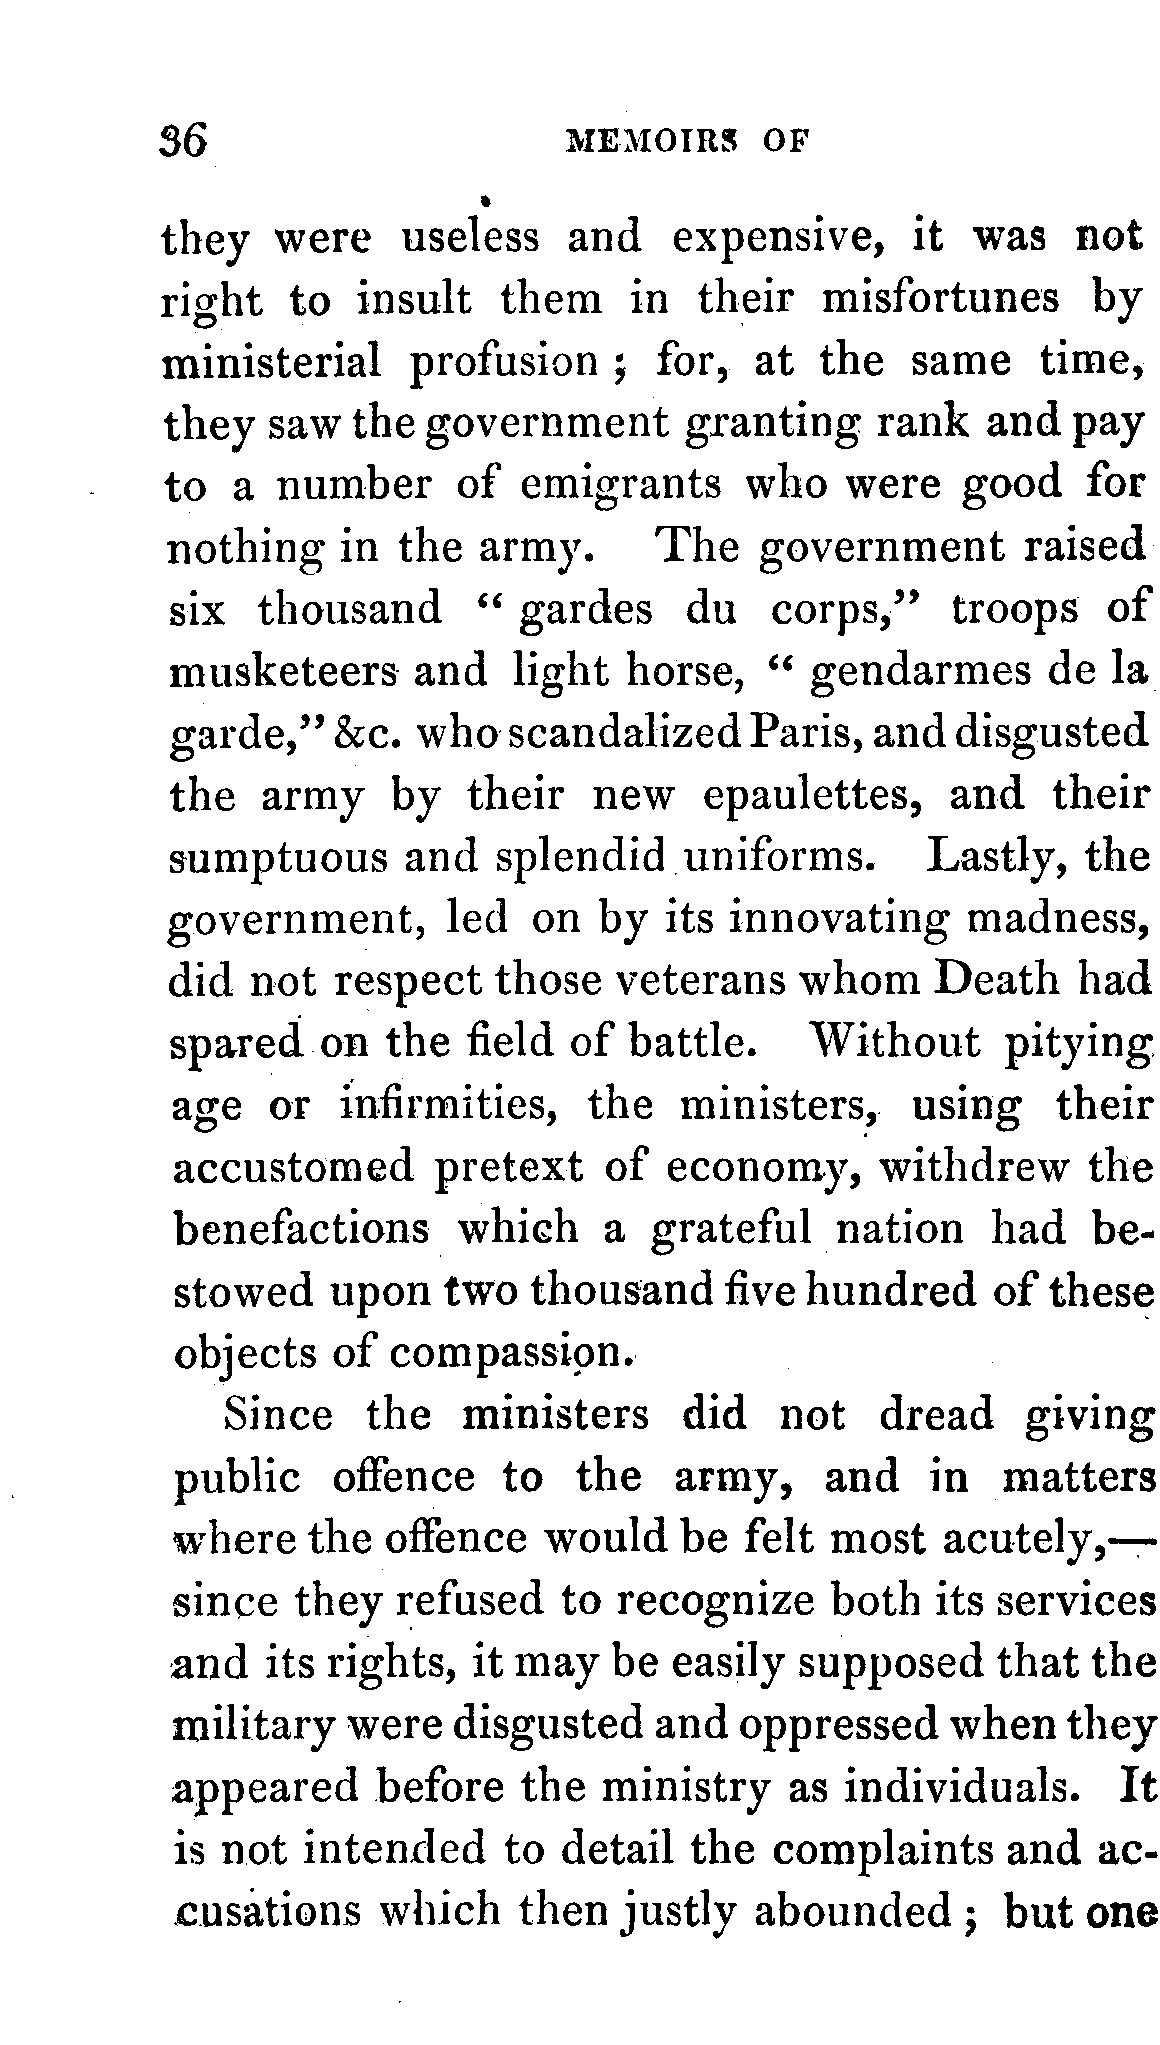 36 MEMOIRS OF
they were useless and expensive, it was not
right to insult them in their misfortunes by
ministerial profusion ; for, at the same time,
they saw the government granting rank and pay
to a number of emigrants who were good for
nothing in the army. The government raised
six thousand “ gardes du corps,” troops of
musketeers and light horse, “ gendarmes de la
garde,” &c. who scandalized Paris, and disgusted
the army by their new epaulettes, and their
sumptuous and splendid uniforms. Lastly, the
government, led on by its innovating madness,
did not respect those veterans whom Death had
spared on the field of battle. Without pitying
age or infirmities, the ministers, using their
accustomed pretext of economy, withdrew the
benefactions which a grateful nation had be-
stowed upon two thousand five hundred of these
objects of compassion.
Since the ministers did not dread giving
public offence to the army, and in matters
where the offence would be felt most acutely,—
since they refused to recognize both its services
and its rights, it may be easily supposed that the
military were disgusted and oppressed when they
appeared before the ministry as individuals. It
is not intended to detail the complaints and ac-
cusations which then justly abounded ; but one